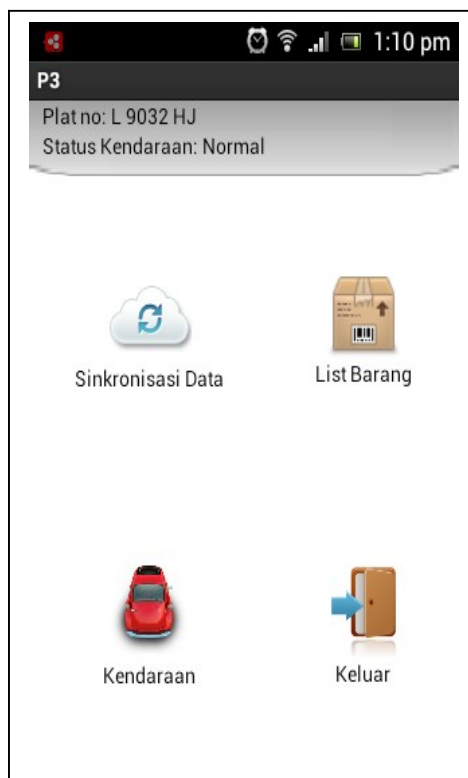 1:10 pm
P3
Plat no: L 9032 HJ
Status Kendaraan: Normal
Sinkronisasi Data
List Barang
Kendaraan
Keluar